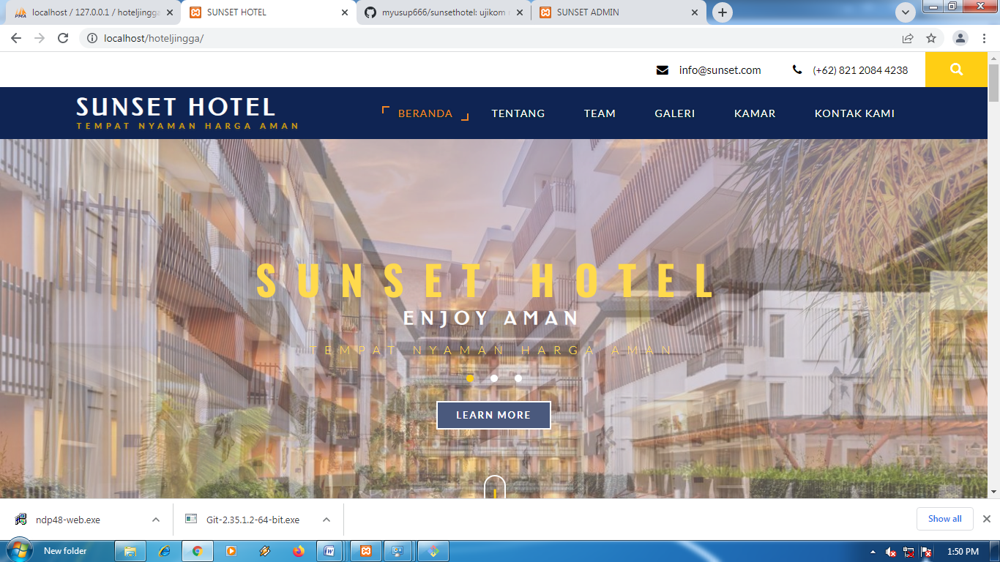 localhost / 127.0.0.1 / hoteljingga
SUNSET HOTEL
myusup666/sunsethotel: ujikom
SUNSET ADMIN
localhost/hoteljingga/
info@sunset.com
(+62) 821 2084 4238
SUNSET HOTEL
TEMPAT NYAMAN HARGA AMAN
BERANDA
TENTANG
TEAM
GALERI
KAMAR
KONTAK KAMI
SUNSET HOTEL
ENJOY AMAN
TEMPAT NYAMAN HARGA AMAN
LEARN MORE
ndp48-web.exe
Git-2.35.1.2-64-bit.exe
Show all
New folder
1:50 PM